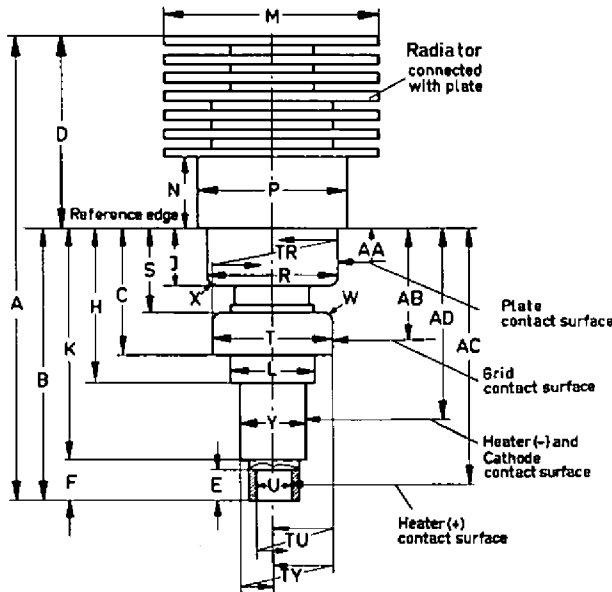 M
Radiator
connected
with plate
D
N
P
Reference edge
A
TR
AA
J
S
R
C
H
X
W
AB
AD
K
B
T
AC
Plate
contact surface
L
Grid
contact surface
Y
Heater (-) and
Cathode
contact surface
F
E
U
Heater (+)
contact surface
TU
TY